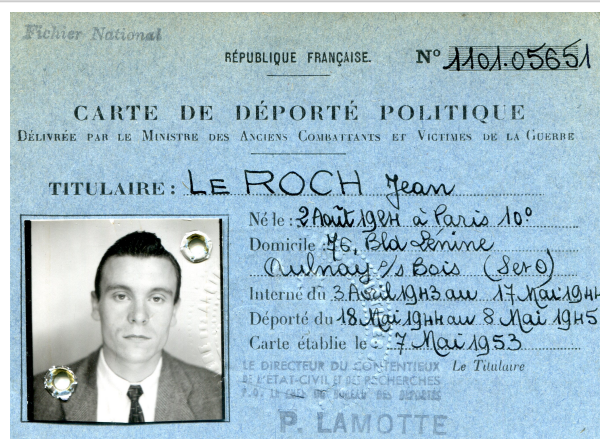 Fichier National
RÉPUBLIQUE FRANÇAISE.
N° 1101.05651
CARTE DE DÉPORTÉ POLITIQUE
DÉLIVRÉE PAR LE MINISTRE DES ANCIENS COMBATTANTS ET VICTIMES DE LA GUERRE
TITULAIRE : LE ROCH Jean
Né le : 2 Août 1924 à Paris 10°
Domicile : 76, Bld Lénine
Aulnay s/s Bois (Set O)
Interné du 3 Avril 1943 au 17 Mai 1944
Déporté du 18 Mai 1944 au 8 Mai 1945
Carte établie le 7 Mai 1953
LE DIRECTEUR DU CONTENTIEUX
Le Titulaire
DE L'ÉTAT-CIVIL ET DES RECHERCHES
P. LAMOTTE